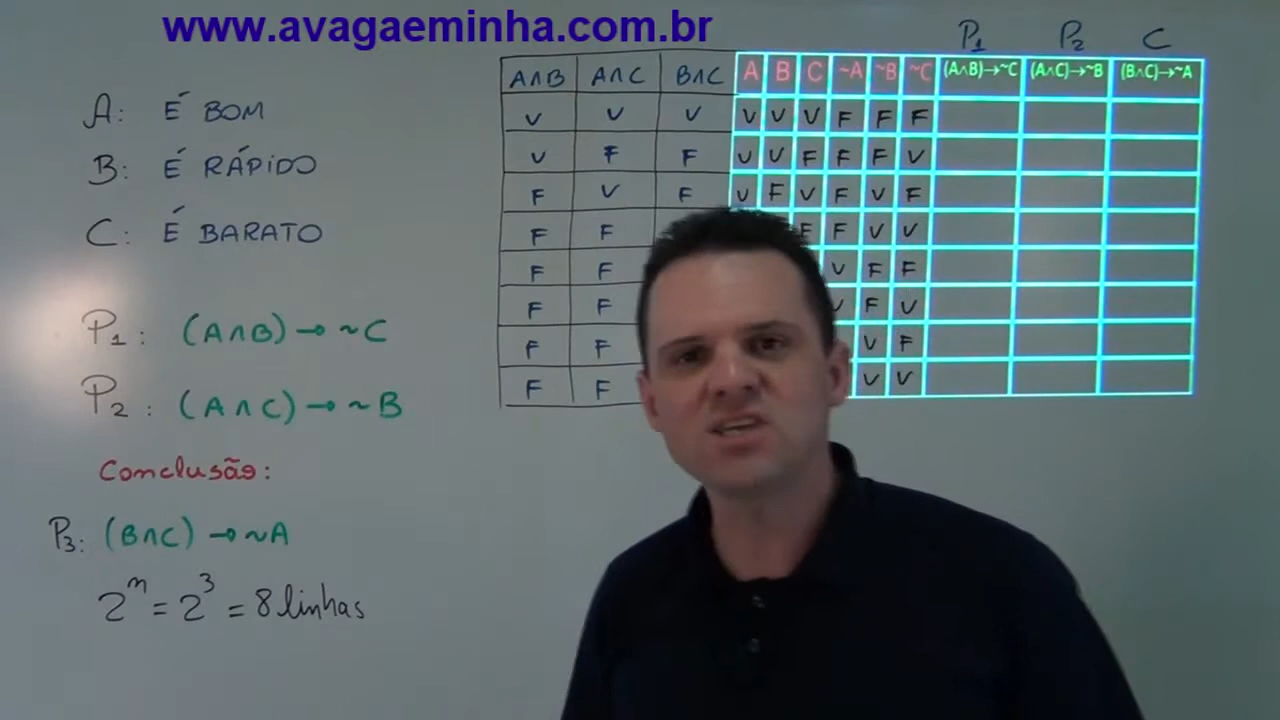 www.avagaeminha.com.br
A: É BOM
B: É RÁPIDO
C: É BARATO
P1: (A∧B)→~C
P2: (A∧C)→~B
Conclusão:
P3: (B∧C)→~A
2^n = 2^3 = 8 linhas
P1 P2 C
A∧B A∧C B∧C A B C ~A ~B ~C (A∧B)→~C (A∧C)→~B (B∧C)→~A
V V V V V V F F F
V F F V V F F F V
F V F V F V F V F
F F F F V V
F F V F F
F F V F V
F F V F
F F V V